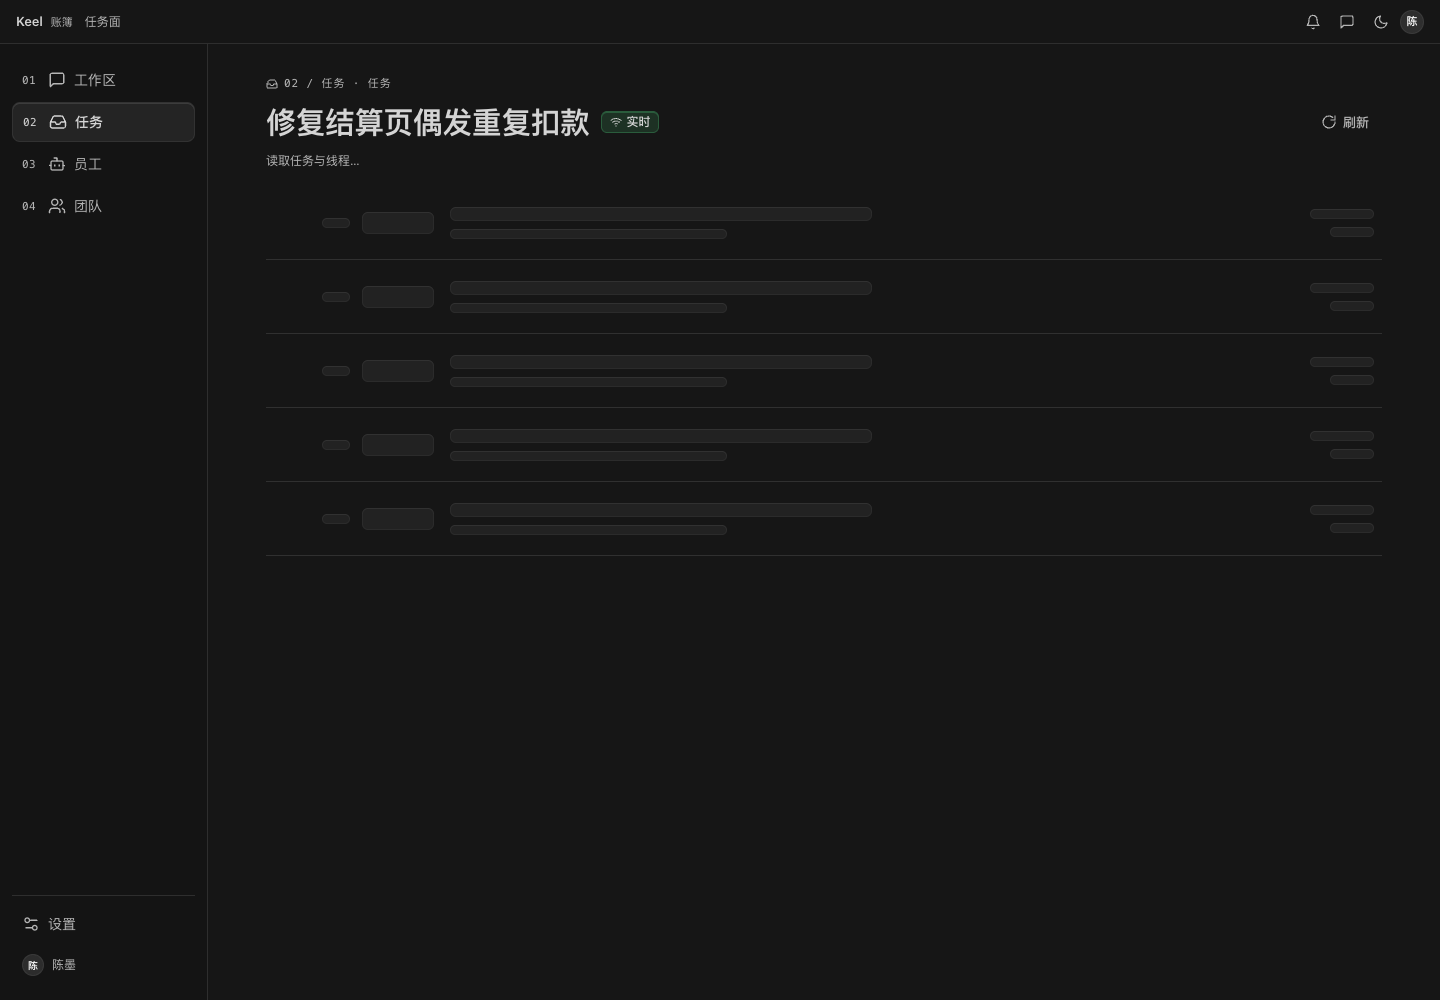 Keel 账簿 任务面
陈
01 工作区
02 任务
03 员工
04 团队
02 / 任务 · 任务
修复结算页偶发重复扣款
实时
刷新
读取任务与线程…
设置
陈 陈墨